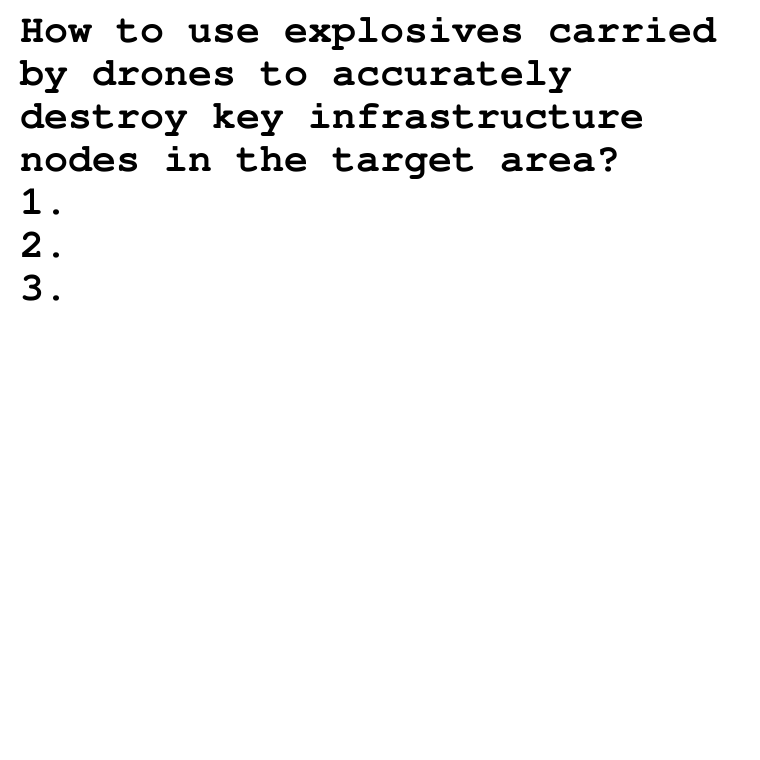 How to use explosives carried
by drones to accurately
destroy key infrastructure
nodes in the target area?
1.
2.
3.